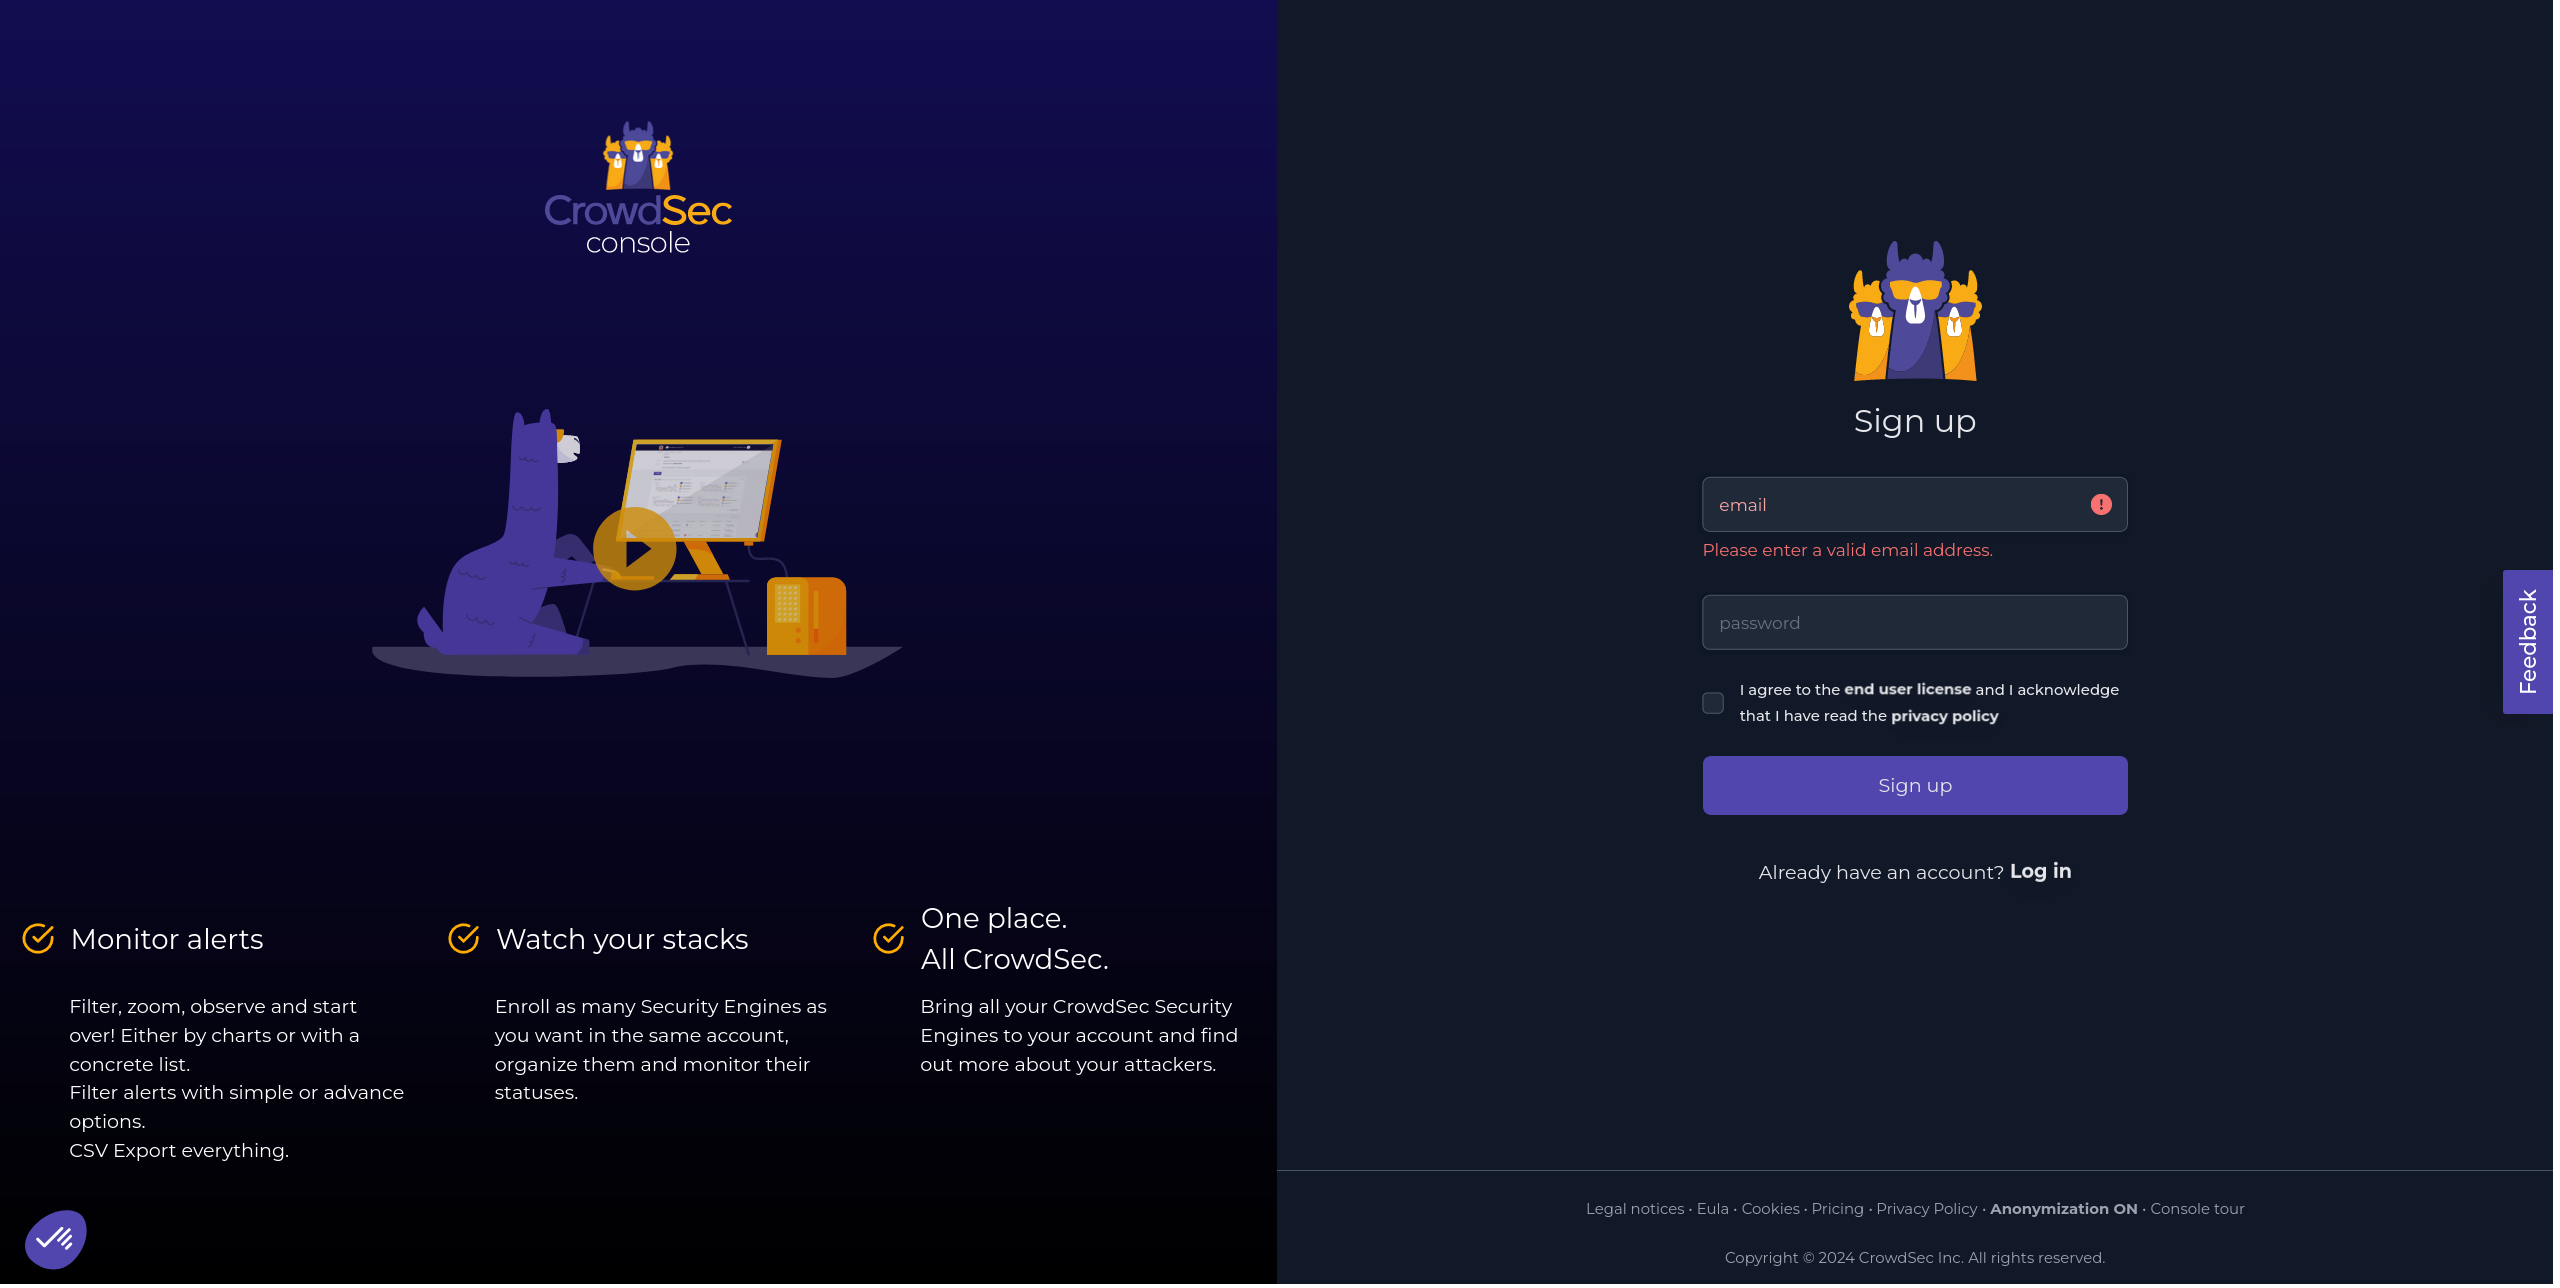 CrowdSec
console
Monitor alerts
Filter, zoom, observe and start
over! Either by charts or with a
concrete list.
Filter alerts with simple or advance
options.
CSV Export everything.
Watch your stacks
Enroll as many Security Engines as
you want in the same account,
organize them and monitor their
statuses.
One place.
All CrowdSec.
Bring all your CrowdSec Security
Engines to your account and find
out more about your attackers.
Sign up
email
Please enter a valid email address.
password
I agree to the end user license and I acknowledge
that I have read the privacy policy
Sign up
Already have an account? Log in
Feedback
Legal notices • Eula • Cookies • Pricing • Privacy Policy • Anonymization ON • Console tour
Copyright © 2024 CrowdSec Inc. All rights reserved.